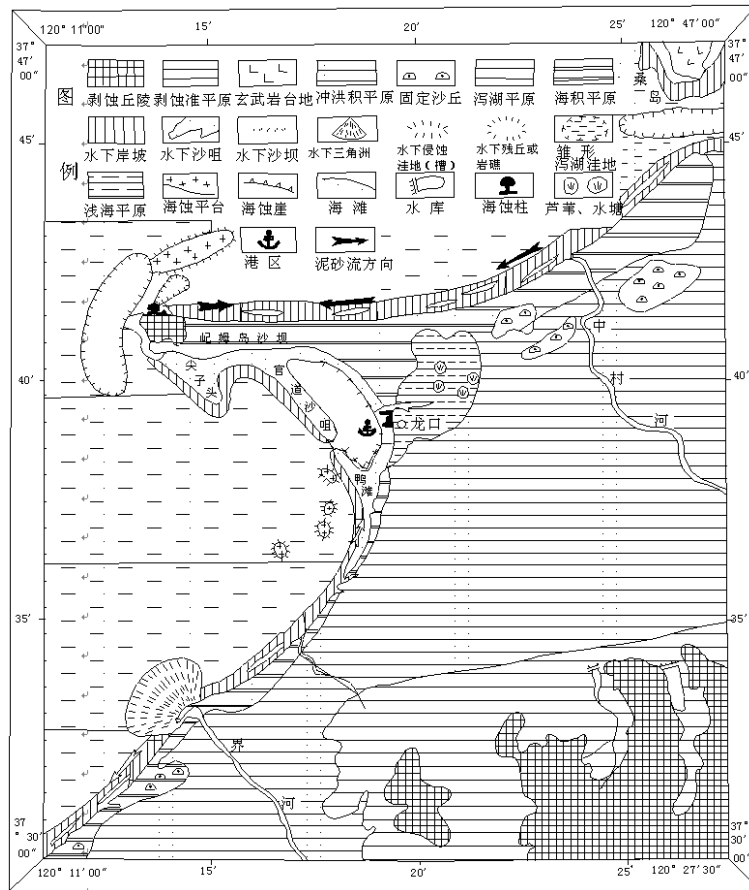 120° 11′00″ 15′ 20′ 25′ 120° 47′00″
37° 47′ 00″
37° 47′ 00″
图例
剥蚀丘陵 剥蚀准平原 玄武岩台地 冲洪积平原 固定沙丘 泻湖平原 海积平原
桑岛
45′ 45′
水下岸坡 水下沙咀 水下沙坝 水下三角洲 水下侵蚀洼地(槽) 水下残丘或岩礁 雏形泻湖洼地
浅海平原 海蚀平台 海蚀崖 海滩 水库 海蚀柱 芦苇、水塘
港区 泥砂流方向
屺姆岛沙坝
中村河
尖子头
官道沙咀
40′ 40′
龙口
鸭滩
35′ 35′
界河
37° 30′ 00″
37° 30′ 00″
120° 11′00″ 15′ 20′ 25′ 120° 27′30″